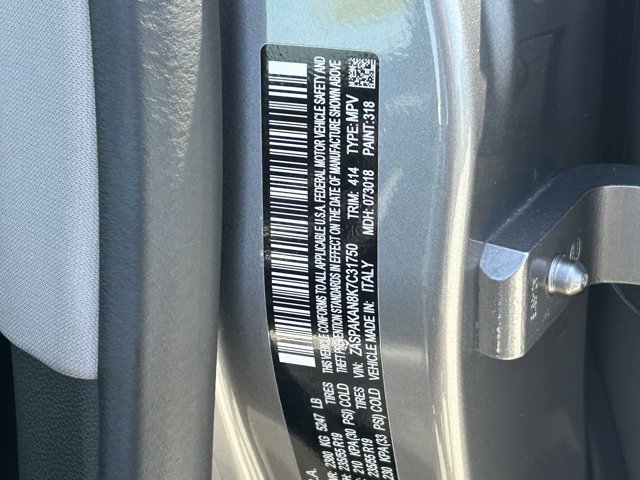 THIS VEHICLE CONFORMS TO ALL APPLICABLE U.S.A. FEDERAL MOTOR VEHICLE SAFETY AND
THEFT PREVENTION STANDARDS IN EFFECT ON THE DATE OF MANUFACTURE SHOWN ABOVE
VIN: ZASPAKAN8K7C31750 TRIM: 414 TYPE: MPV
VEHICLE MADE IN: ITALY MDH: 073018 PAINT: 318
2380 KG 5247 LB
TIRES
235/55 R19
210 KPA(30 PSI) COLD
TIRES
235/55 R19
230 KPA(33 PSI) COLD